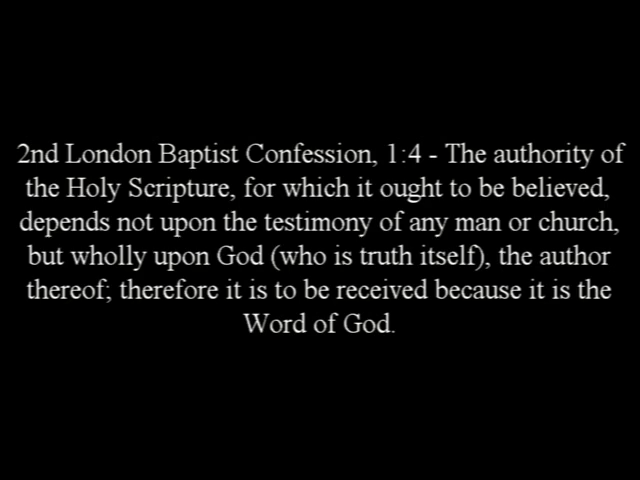 2nd London Baptist Confession, 1:4 - The authority of
the Holy Scripture, for which it ought to be believed,
depends not upon the testimony of any man or church,
but wholly upon God (who is truth itself), the author
thereof; therefore it is to be received because it is the
Word of God.